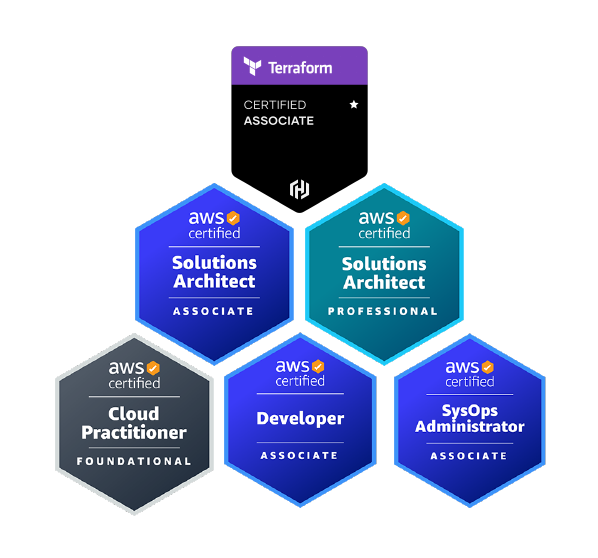 Terraform
CERTIFIED
ASSOCIATE
aws
certified
Solutions
Architect
ASSOCIATE
aws
certified
Solutions
Architect
PROFESSIONAL
aws
certified
Cloud
Practitioner
FOUNDATIONAL
aws
certified
Developer
ASSOCIATE
aws
certified
SysOps
Administrator
ASSOCIATE